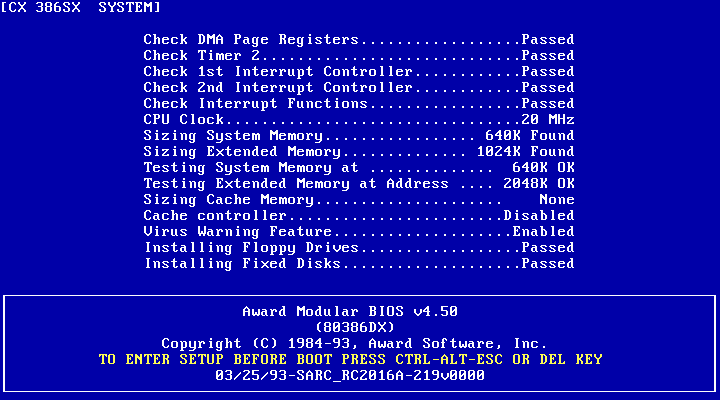 [CX 386SX  SYSTEM]
Check DMA Page Registers..................Passed
Check Timer 2.............................Passed
Check 1st Interrupt Controller............Passed
Check 2nd Interrupt Controller............Passed
Check Interrupt Functions.................Passed
CPU Clock.................................20 MHz
Sizing System Memory................. 640K Found
Sizing Extended Memory.............. 1024K Found
Testing System Memory at ..............  640K OK
Testing Extended Memory at Address .... 2048K OK
Sizing Cache Memory.....................    None
Cache controller........................Disabled
Virus Warning Feature....................Enabled
Installing Floppy Drives..................Passed
Installing Fixed Disks....................Passed
Award Modular BIOS v4.50
(80386DX)
Copyright (C) 1984-93, Award Software, Inc.
TO ENTER SETUP BEFORE BOOT PRESS CTRL-ALT-ESC OR DEL KEY
03/25/93-SARC_RC2016A-219v0000